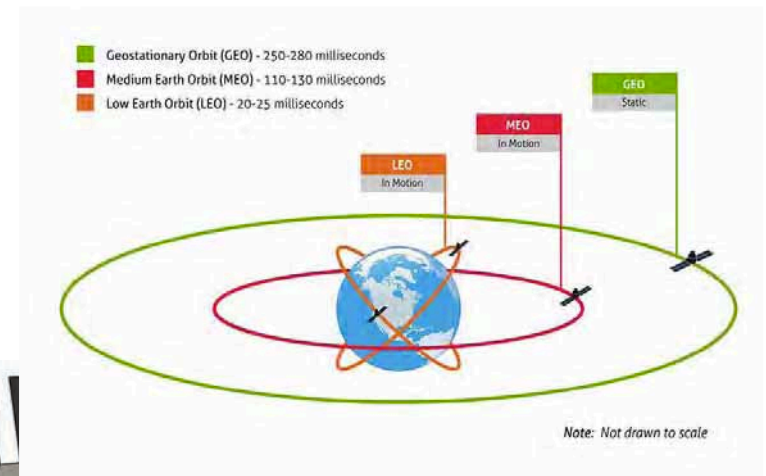 Geostationary Orbit (GEO) - 250-280 milliseconds
Medium Earth Orbit (MEO) - 110-130 milliseconds
Low Earth Orbit (LEO) - 20-25 milliseconds
GEO
Static
MEO
In Motion
LEO
In Motion
Note: Not drawn to scale